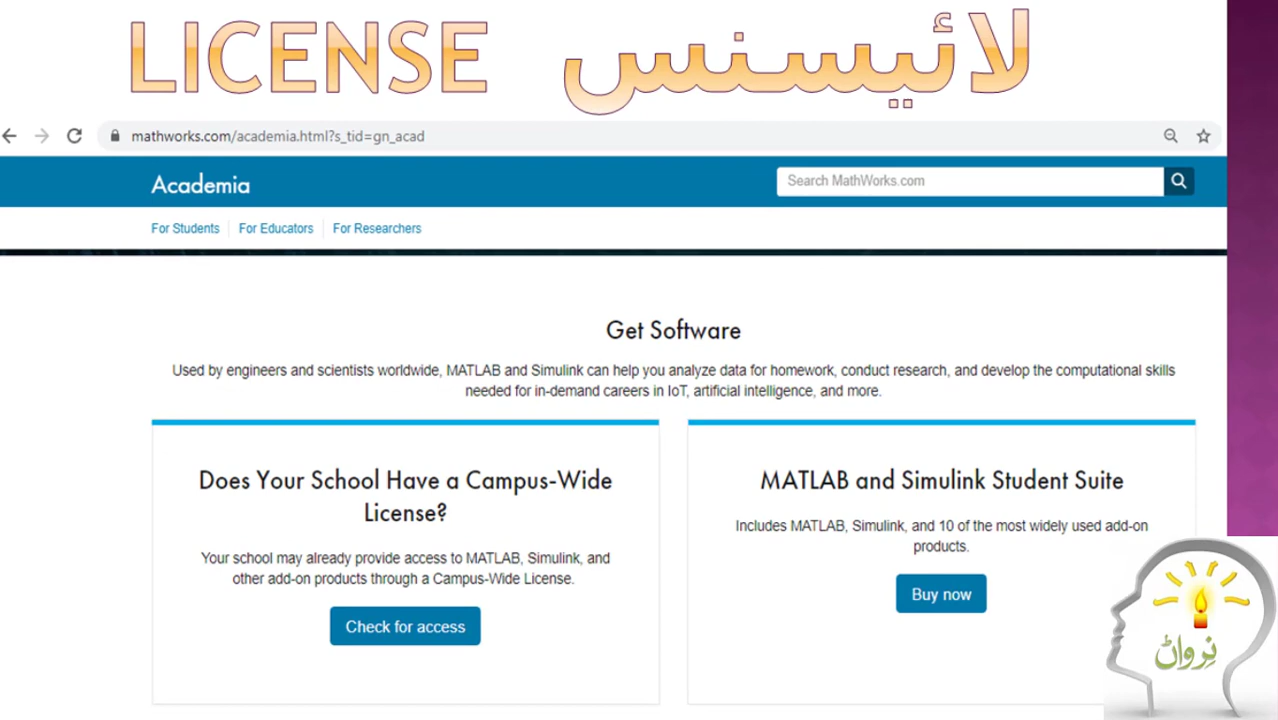 LICENSE لائیسنس
mathworks.com/academia.html?s_tid=gn_acad
Academia
Search MathWorks.com
For Students
For Educators
For Researchers
Get Software
Used by engineers and scientists worldwide, MATLAB and Simulink can help you analyze data for homework, conduct research, and develop the computational skills
needed for in-demand careers in IoT, artificial intelligence, and more.
Does Your School Have a Campus-Wide
License?
Your school may already provide access to MATLAB, Simulink, and
other add-on products through a Campus-Wide License.
Check for access
MATLAB and Simulink Student Suite
Includes MATLAB, Simulink, and 10 of the most widely used add-on
products.
Buy now
نِرواڻ